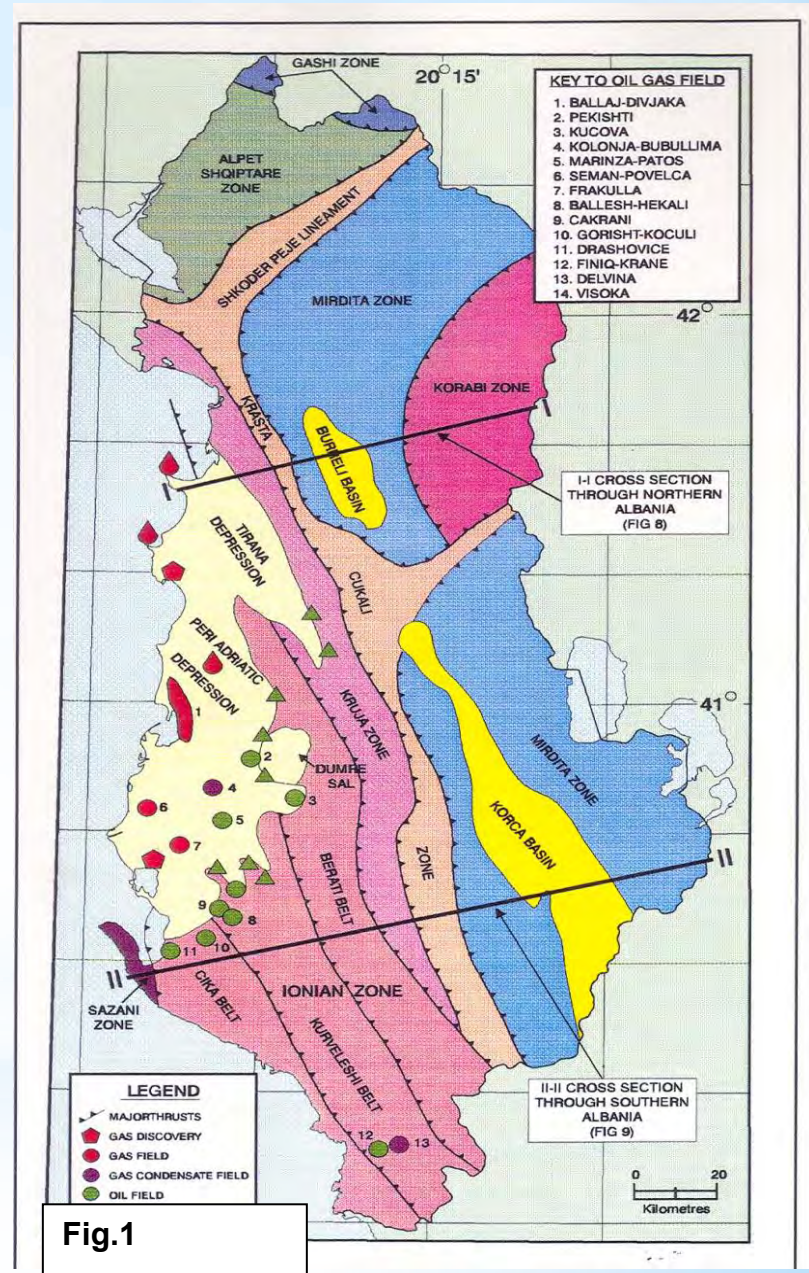 GASHI ZONE
20° 15'
KEY TO OIL GAS FIELD
1. BALLAJ-DIVJAKA
2. PEKISHTI
3. KUCOVA
4. KOLONJA-BUBULLIMA
5. MARINZA-PATOS
6. SEMAN-POVELCA
7. FRAKULLA
8. BALLESH-HEKALI
9. CAKRANI
10. GORISHT-KOCULI
11. DRASHOVICE
12. FINIQ-KRANE
13. DELVINA
14. VISOKA
ALPET
SHQIPTARE
ZONE
SHKODER PEJE LINEAMENT
MIRDITA ZONE
42°
KORABI ZONE
KRASTA
BURRELI BASIN
I
I
I-I CROSS SECTION
THROUGH NORTHERN
ALBANIA
(FIG 8)
TIRANA
DEPRESSION
CUKALI
PERI ADRIATIC
DEPRESSION
41°
1
KRUJA ZONE
MIRDITA ZONE
2
DUMRE
SAL
4
3
6
5
KORCA BASIN
7
ZONE
BERATI BELT
II
9
8
10
11
II
CIKA BELT
IONIAN ZONE
SAZANI
ZONE
KURVELESHI BELT
II-II CROSS SECTION
THROUGH SOUTHERN
ALBANIA
(FIG 9)
LEGEND
MAJORTHRUSTS
GAS DISCOVERY
GAS FIELD
GAS CONDENSATE FIELD
OIL FIELD
12
13
0 20
Kilometres
Fig.1